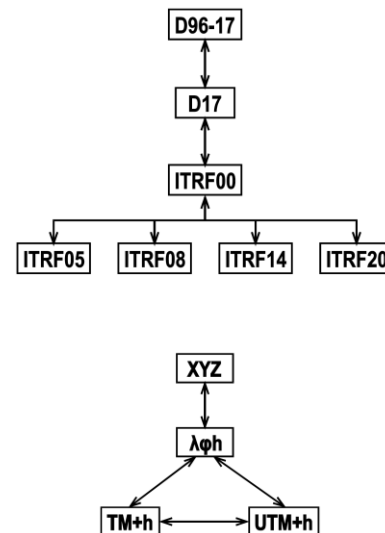 D96-17
D17
ITRF00
ITRF05 ITRF08 ITRF14 ITRF20
XYZ
λφh
TM+h UTM+h